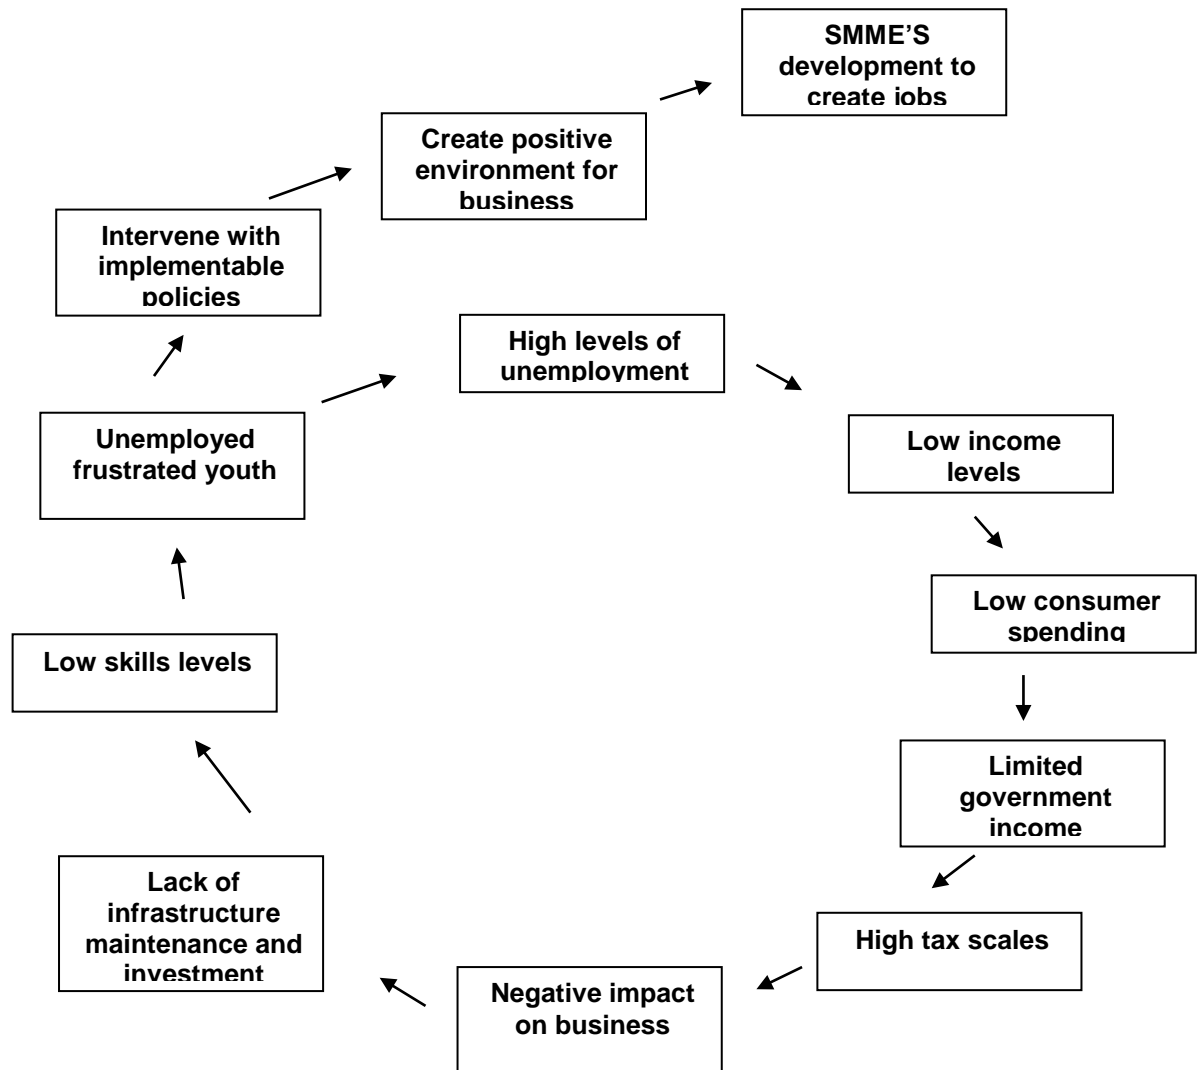 SMME’S
development to
create jobs
Create positive
environment for
business
Intervene with
implementable
policies
High levels of
unemployment
Unemployed
frustrated youth
Low income
levels
Low consumer
spending
Low skills levels
Limited
government
income
Lack of
infrastructure
maintenance and
investment
High tax scales
Negative impact
on business